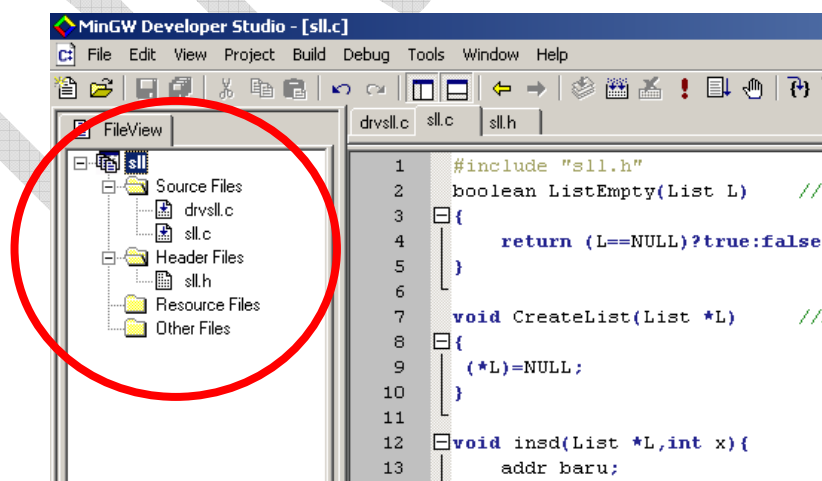 MinGW Developer Studio - [sll.c]
File Edit View Project Build Debug Tools Window Help
FileView
drvsll.c sll.c sll.h
sll
Source Files
drvsll.c
sll.c
Header Files
sll.h
Resource Files
Other Files
1 #include "sll.h"
2 boolean ListEmpty(List L) //
3 {
4 return (L==NULL)?true:false
5 }
6
7 void CreateList(List *L) //
8 {
9 (*L)=NULL;
10 }
11
12 void insd(List *L,int x){
13 addr baru;